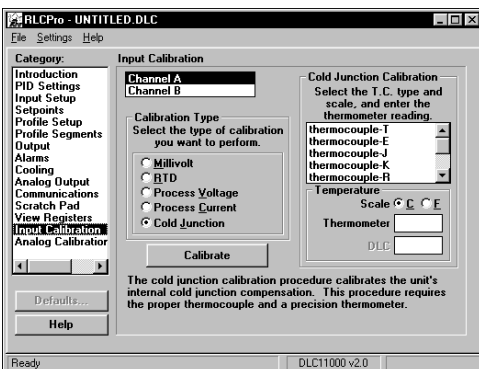 RLCPro - UNTITLED.DLC
File Settings Help
Category:
Introduction
PID Settings
Input Setup
Setpoints
Profile Setup
Profile Segments
Output
Alarms
Cooling
Analog Output
Communications
Scratch Pad
View Registers
Input Calibration
Analog Calibration
Defaults...
Help
Input Calibration
Channel A
Channel B
Calibration Type
Select the type of calibration
you want to perform.
Millivolt
RTD
Process Voltage
Process Current
Cold Junction
Calibrate
Cold Junction Calibration
Select the T.C. type and
scale, and enter the
thermometer reading.
thermocouple-T
thermocouple-E
thermocouple-J
thermocouple-K
thermocouple-R
Temperature
Scale C F
Thermometer
DLC
The cold junction calibration procedure calibrates the unit's
internal cold junction compensation. This procedure requires
the proper thermocouple and a precision thermometer.
Ready
DLC11000 v2.0